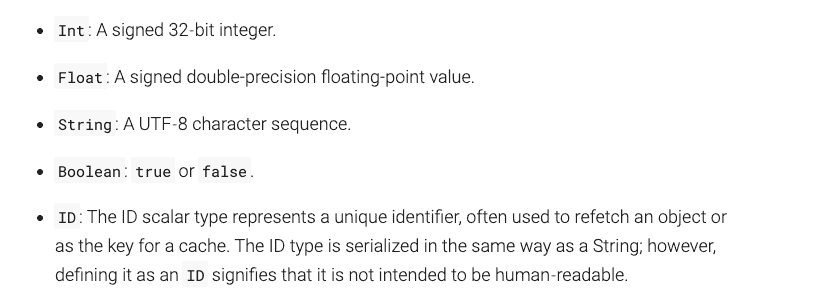 • Int: A signed 32-bit integer.
• Float: A signed double-precision floating-point value.
• String: A UTF-8 character sequence.
• Boolean: true or false.
• ID: The ID scalar type represents a unique identifier, often used to refetch an object or
as the key for a cache. The ID type is serialized in the same way as a String; however,
defining it as an ID signifies that it is not intended to be human-readable.